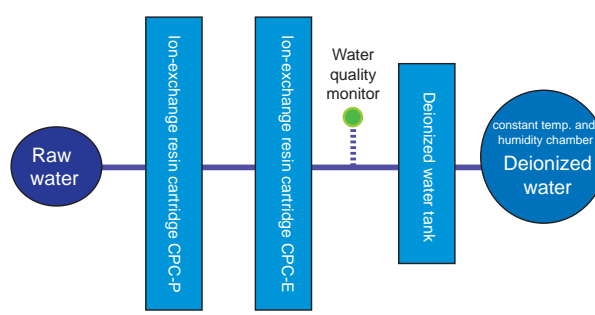 Raw
water
Ion-exchange resin cartridge CPC-P
Ion-exchange resin cartridge CPC-E
Water
quality
monitor
Deionized water tank
constant temp. and
humidity chamber
Deionized
water